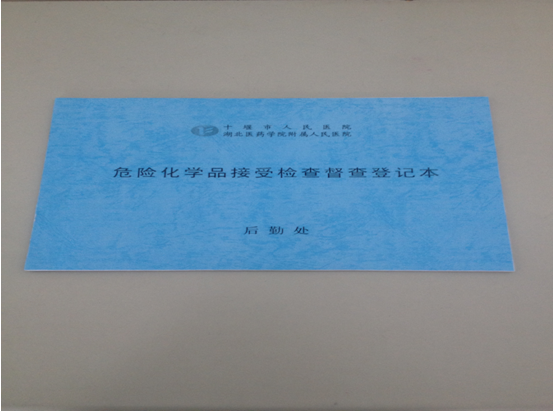 十堰市人民医院
湖北医药学院附属人民医院
危险化学品接受检查督查登记本
后勤处